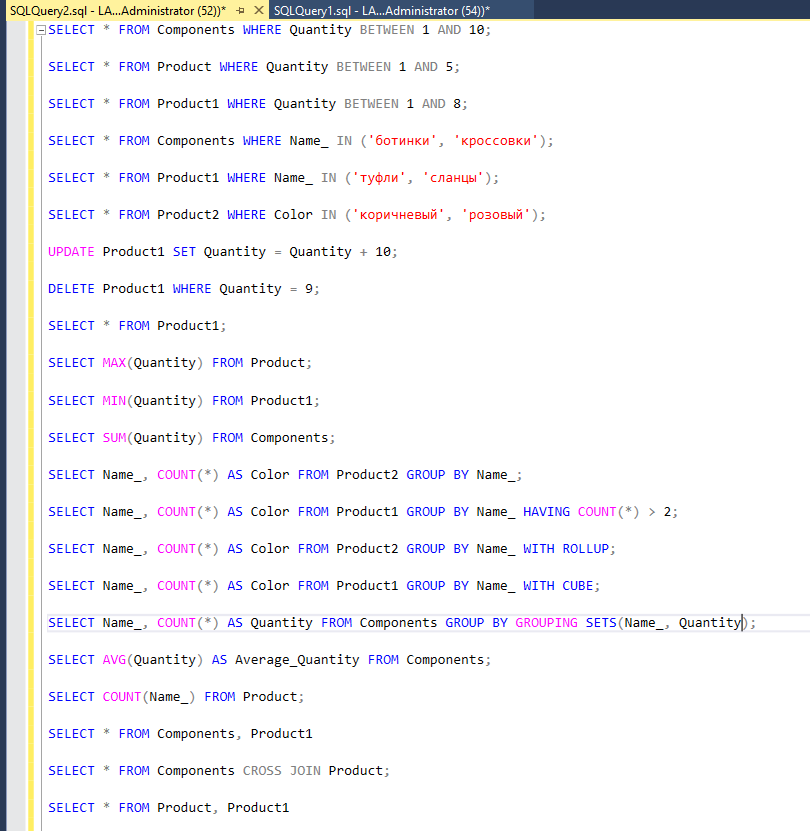 SQLQuery2.sql - LA...Administrator (52))* SQLQuery1.sql - LA...Administrator (54))*
SELECT * FROM Components WHERE Quantity BETWEEN 1 AND 10;
SELECT * FROM Product WHERE Quantity BETWEEN 1 AND 5;
SELECT * FROM Product1 WHERE Quantity BETWEEN 1 AND 8;
SELECT * FROM Components WHERE Name_ IN ('ботинки', 'кроссовки');
SELECT * FROM Product1 WHERE Name_ IN ('туфли', 'сланцы');
SELECT * FROM Product2 WHERE Color IN ('коричневый', 'розовый');
UPDATE Product1 SET Quantity = Quantity + 10;
DELETE Product1 WHERE Quantity = 9;
SELECT * FROM Product1;
SELECT MAX(Quantity) FROM Product;
SELECT MIN(Quantity) FROM Product1;
SELECT SUM(Quantity) FROM Components;
SELECT Name_, COUNT(*) AS Color FROM Product2 GROUP BY Name_;
SELECT Name_, COUNT(*) AS Color FROM Product1 GROUP BY Name_ HAVING COUNT(*) > 2;
SELECT Name_, COUNT(*) AS Color FROM Product2 GROUP BY Name_ WITH ROLLUP;
SELECT Name_, COUNT(*) AS Color FROM Product1 GROUP BY Name_ WITH CUBE;
SELECT Name_, COUNT(*) AS Quantity FROM Components GROUP BY GROUPING SETS(Name_, Quantity);
SELECT AVG(Quantity) AS Average_Quantity FROM Components;
SELECT COUNT(Name_) FROM Product;
SELECT * FROM Components, Product1
SELECT * FROM Components CROSS JOIN Product;
SELECT * FROM Product, Product1